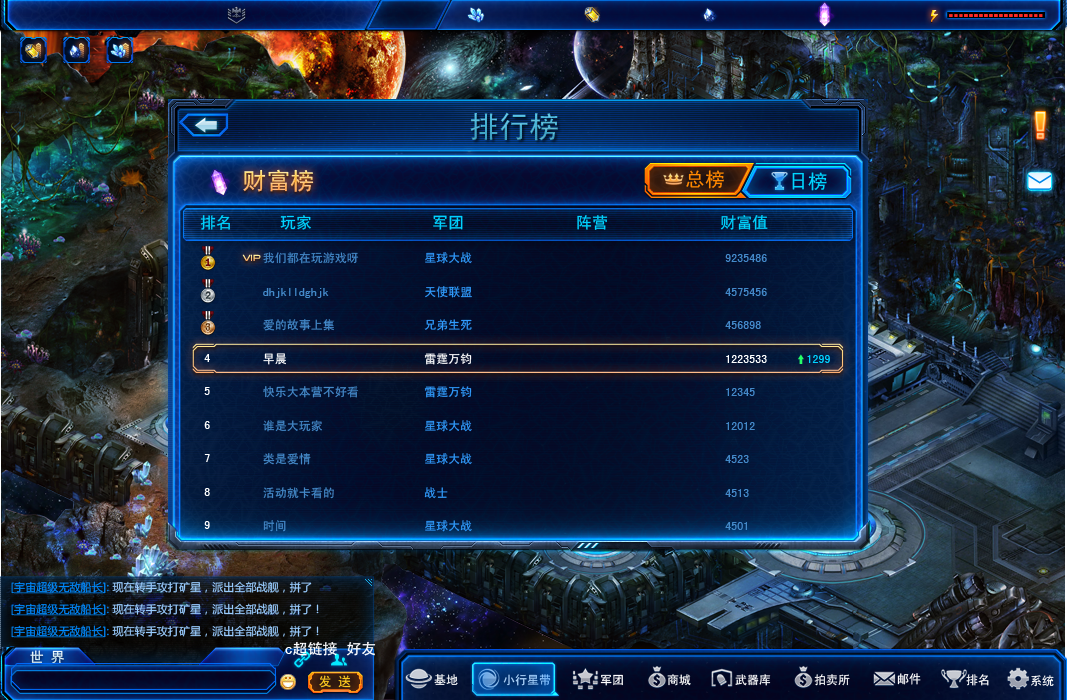 排行榜
财富榜 总榜 日榜
排名 玩家 军团 阵营 财富值
1 VIP 我们都在玩游戏呀 星球大战 9235486
2 dhjklldghjk 天使联盟 4575456
3 爱的故事上集 兄弟生死 456898
4 早晨 雷霆万钧 1223533 1299
5 快乐大本营不好看 雷霆万钧 12345
6 谁是大玩家 星球大战 12012
7 类是爱情 星球大战 4523
8 活动就卡看的 战士 4513
9 时间 星球大战 4501
[宇宙超级无敌船长]: 现在转手攻打矿星，派出全部战舰，拼了
[宇宙超级无敌船长]: 现在转手攻打矿星，派出全部战舰，拼了！
[宇宙超级无敌船长]: 现在转手攻打矿星，派出全部战舰，拼了！
c超链接 好友
世界
发送
基地 小行星带 军团 商城 武器库 拍卖所 邮件 排名 系统